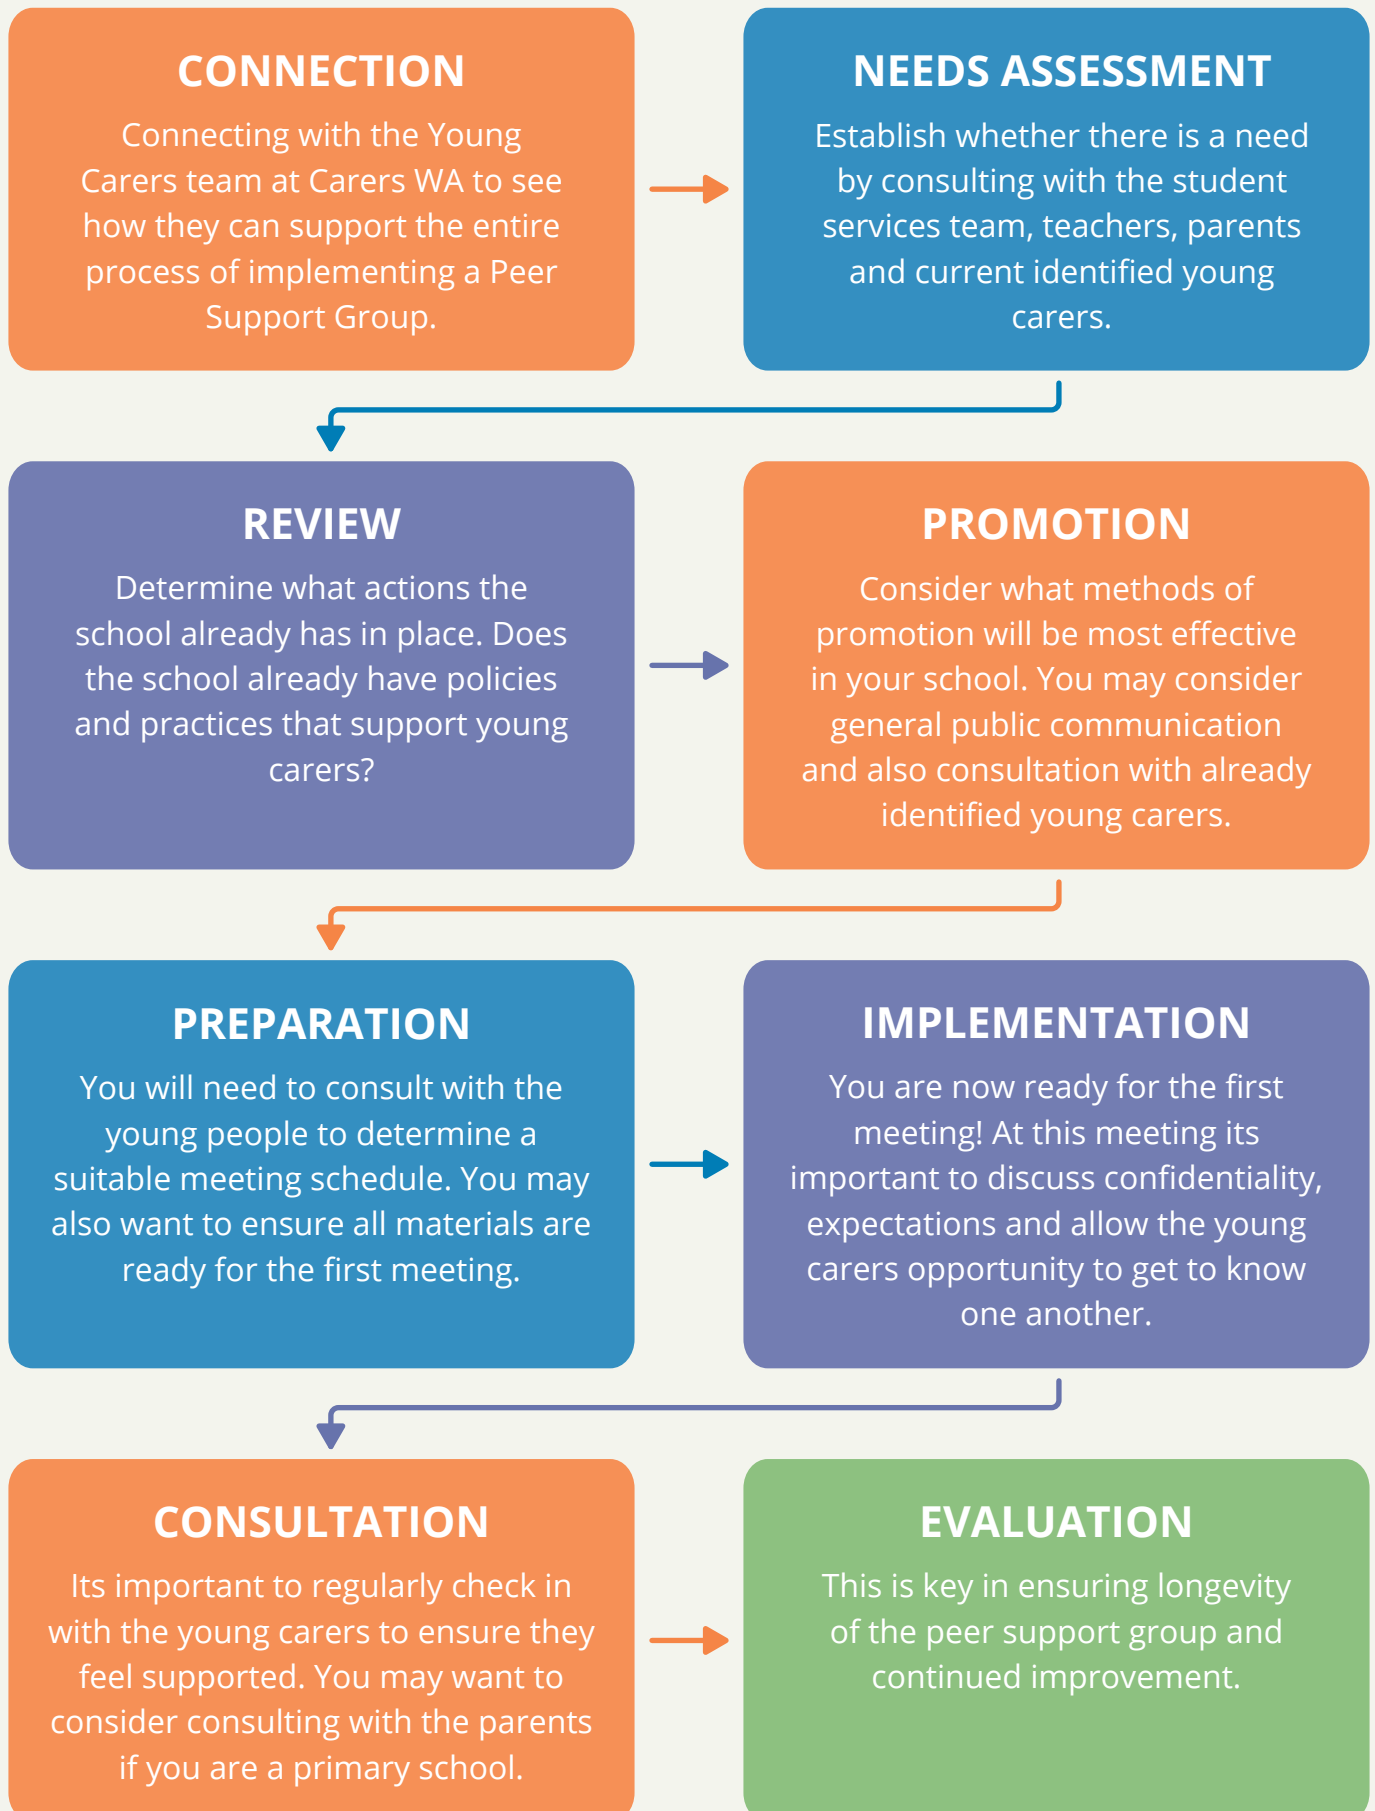 CONNECTION
Connecting with the Young
Carers team at Carers WA to see
how they can support the entire
process of implementing a Peer
Support Group.
NEEDS ASSESSMENT
Establish whether there is a need
by consulting with the student
services team, teachers, parents
and current identified young
carers.
REVIEW
Determine what actions the
school already has in place. Does
the school already have policies
and practices that support young
carers?
PROMOTION
Consider what methods of
promotion will be most effective
in your school. You may consider
general public communication
and also consultation with already
identified young carers.
PREPARATION
You will need to consult with the
young people to determine a
suitable meeting schedule. You may
also want to ensure all materials are
ready for the first meeting.
IMPLEMENTATION
You are now ready for the first
meeting! At this meeting its
important to discuss confidentiality,
expectations and allow the young
carers opportunity to get to know
one another.
CONSULTATION
Its important to regularly check in
with the young carers to ensure they
feel supported. You may want to
consider consulting with the parents
if you are a primary school.
EVALUATION
This is key in ensuring longevity
of the peer support group and
continued improvement.